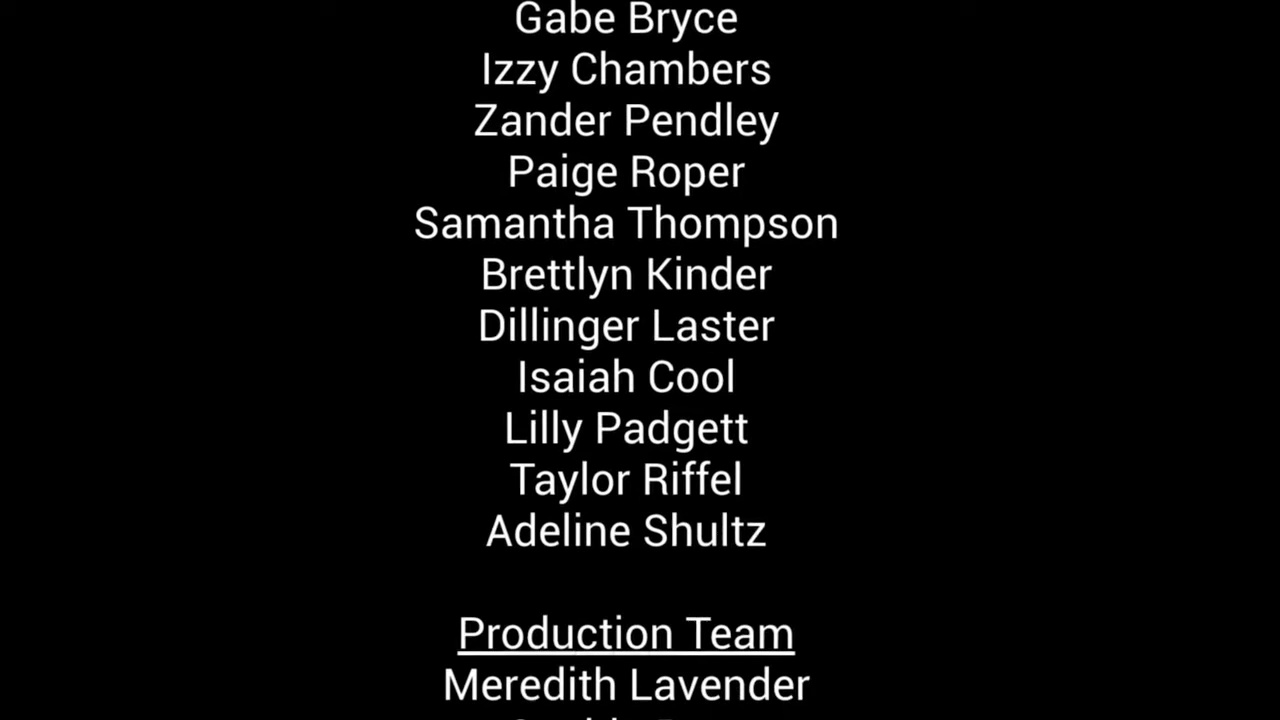 Gabe Bryce
Izzy Chambers
Zander Pendley
Paige Roper
Samantha Thompson
Brettlyn Kinder
Dillinger Laster
Isaiah Cool
Lilly Padgett
Taylor Riffel
Adeline Shultz
Production Team
Meredith Lavender